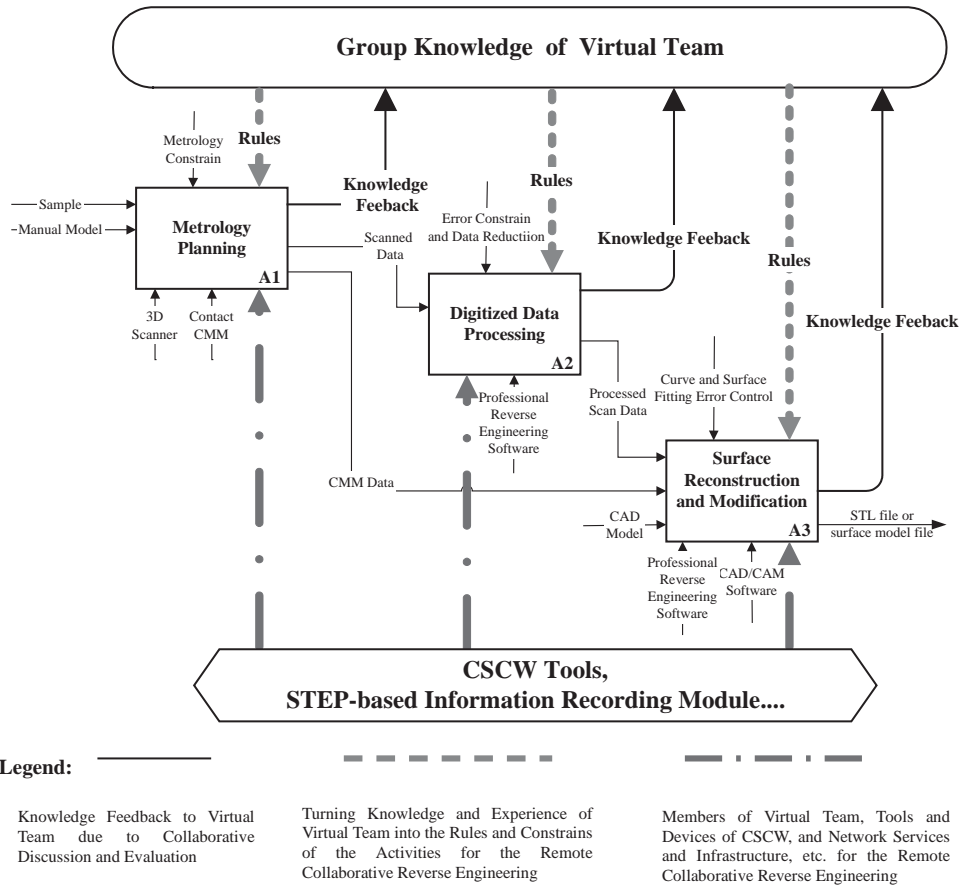 Group Knowledge of Virtual Team
Metrology
Constrain
Rules
Knowledge
Feeback
Sample
Manual Model
Metrology
Planning
A1
3D
Scanner
Contact
CMM
Scanned
Data
Error Constrain
and Data Reductiion
Rules
Knowledge Feeback
Digitized Data
Processing
A2
Professional
Reverse
Engineering
Software
Processed
Scan Data
Rules
Knowledge Feeback
Curve and Surface
Fitting Error Control
CMM Data
Surface
Reconstruction
and Modification
A3
CAD
Model
STL file or
surface model file
Professional
Reverse
Engineering
Software
CAD/CAM
Software
CSCW Tools,
STEP-based Information Recording Module....
Legend:
Knowledge Feedback to Virtual
Team due to Collaborative
Discussion and Evaluation
Turning Knowledge and Experience of
Virtual Team into the Rules and Constrains
of the Activities for the Remote
Collaborative Reverse Engineering
Members of Virtual Team, Tools and
Devices of CSCW, and Network Services
and Infrastructure, etc. for the Remote
Collaborative Reverse Engineering